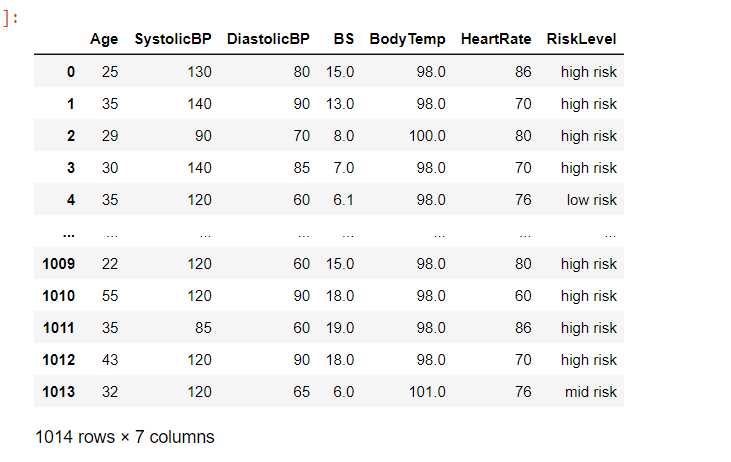 ]:
Age SystolicBP DiastolicBP BS BodyTemp HeartRate RiskLevel
0 25 130 80 15.0 98.0 86 high risk
1 35 140 90 13.0 98.0 70 high risk
2 29 90 70 8.0 100.0 80 high risk
3 30 140 85 7.0 98.0 70 high risk
4 35 120 60 6.1 98.0 76 low risk
... ... ... ... ... ... ... ...
1009 22 120 60 15.0 98.0 80 high risk
1010 55 120 90 18.0 98.0 60 high risk
1011 35 85 60 19.0 98.0 86 high risk
1012 43 120 90 18.0 98.0 70 high risk
1013 32 120 65 6.0 101.0 76 mid risk
1014 rows × 7 columns